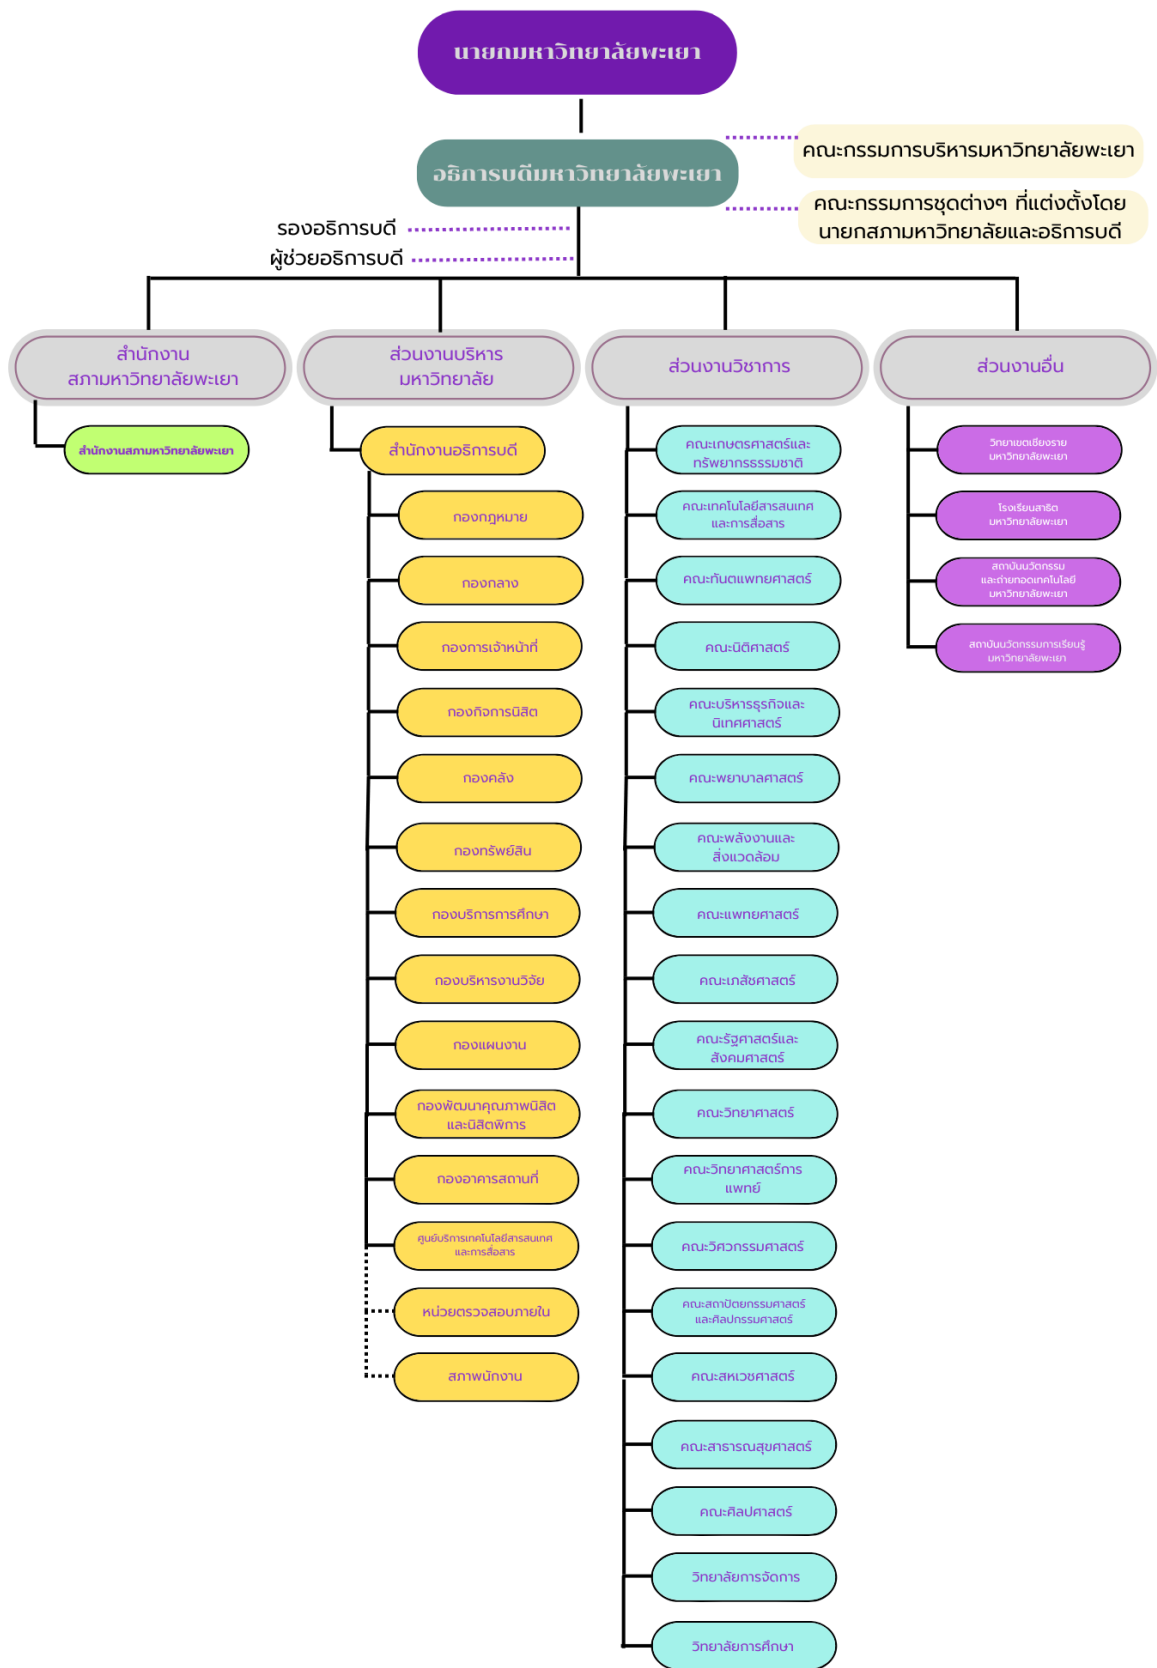 นายกมหาวิทยาลัยพะเยา
อธิการบดีมหาวิทยาลัยพะเยา
คณะกรรมการบริหารมหาวิทยาลัยพะเยา
คณะกรรมการชุดต่างๆ ที่แต่งตั้งโดย
นายกสภามหาวิทยาลัยและอธิการบดี
รองอธิการบดี
ผู้ช่วยอธิการบดี
สำนักงาน
สภามหาวิทยาลัยพะเยา
สำนักงานสภามหาวิทยาลัยพะเยา
ส่วนงานบริหาร
มหาวิทยาลัย
สำนักงานอธิการบดี
กองกฎหมาย
กองกลาง
กองการเจ้าหน้าที่
กองกิจการนิสิต
กองคลัง
กองทรัพย์สิน
กองบริการการศึกษา
กองบริหารงานวิจัย
กองแผนงาน
กองพัฒนาคุณภาพนิสิต
และนิสิตพิการ
กองอาคารสถานที่
ศูนย์บริการเทคโนโลยีสารสนเทศ
และการสื่อสาร
หน่วยตรวจสอบภายใน
สภาพนักงาน
ส่วนงานวิชาการ
คณะเกษตรศาสตร์และ
ทรัพยากรธรรมชาติ
คณะเทคโนโลยีสารสนเทศ
และการสื่อสาร
คณะทันตแพทยศาสตร์
คณะนิติศาสตร์
คณะบริหารธุรกิจและ
นิเทศศาสตร์
คณะพยาบาลศาสตร์
คณะพลังงานและ
สิ่งแวดล้อม
คณะแพทยศาสตร์
คณะเภสัชศาสตร์
คณะรัฐศาสตร์และ
สังคมศาสตร์
คณะวิทยาศาสตร์
คณะวิทยาศาสตร์การ
แพทย์
คณะวิศวกรรมศาสตร์
คณะสถาปัตยกรรมศาสตร์
และศิลปกรรมศาสตร์
คณะสหเวชศาสตร์
คณะสาธารณสุขศาสตร์
คณะศิลปศาสตร์
วิทยาลัยการจัดการ
วิทยาลัยการศึกษา
ส่วนงานอื่น
วิทยาเขตเชียงราย
มหาวิทยาลัยพะเยา
โรงเรียนสาธิต
มหาวิทยาลัยพะเยา
สถาบันนวัตกรรม
และถ่ายทอดเทคโนโลยี
มหาวิทยาลัยพะเยา
สถาบันนวัตกรรมการเรียนรู้
มหาวิทยาลัยพะเยา